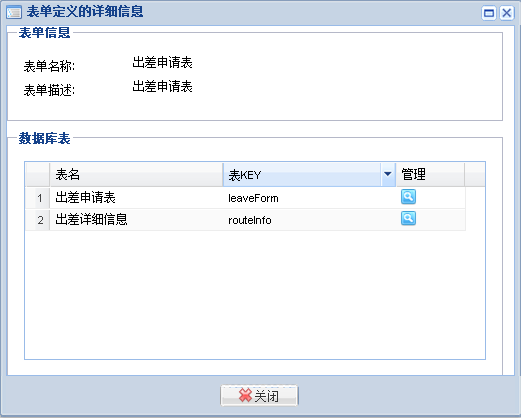 表单定义的详细信息
表单信息
表单名称: 出差申请表
表单描述: 出差申请表
数据库表
表名 表KEY 管理
1 出差申请表 leaveForm
2 出差详细信息 routeInfo
关闭